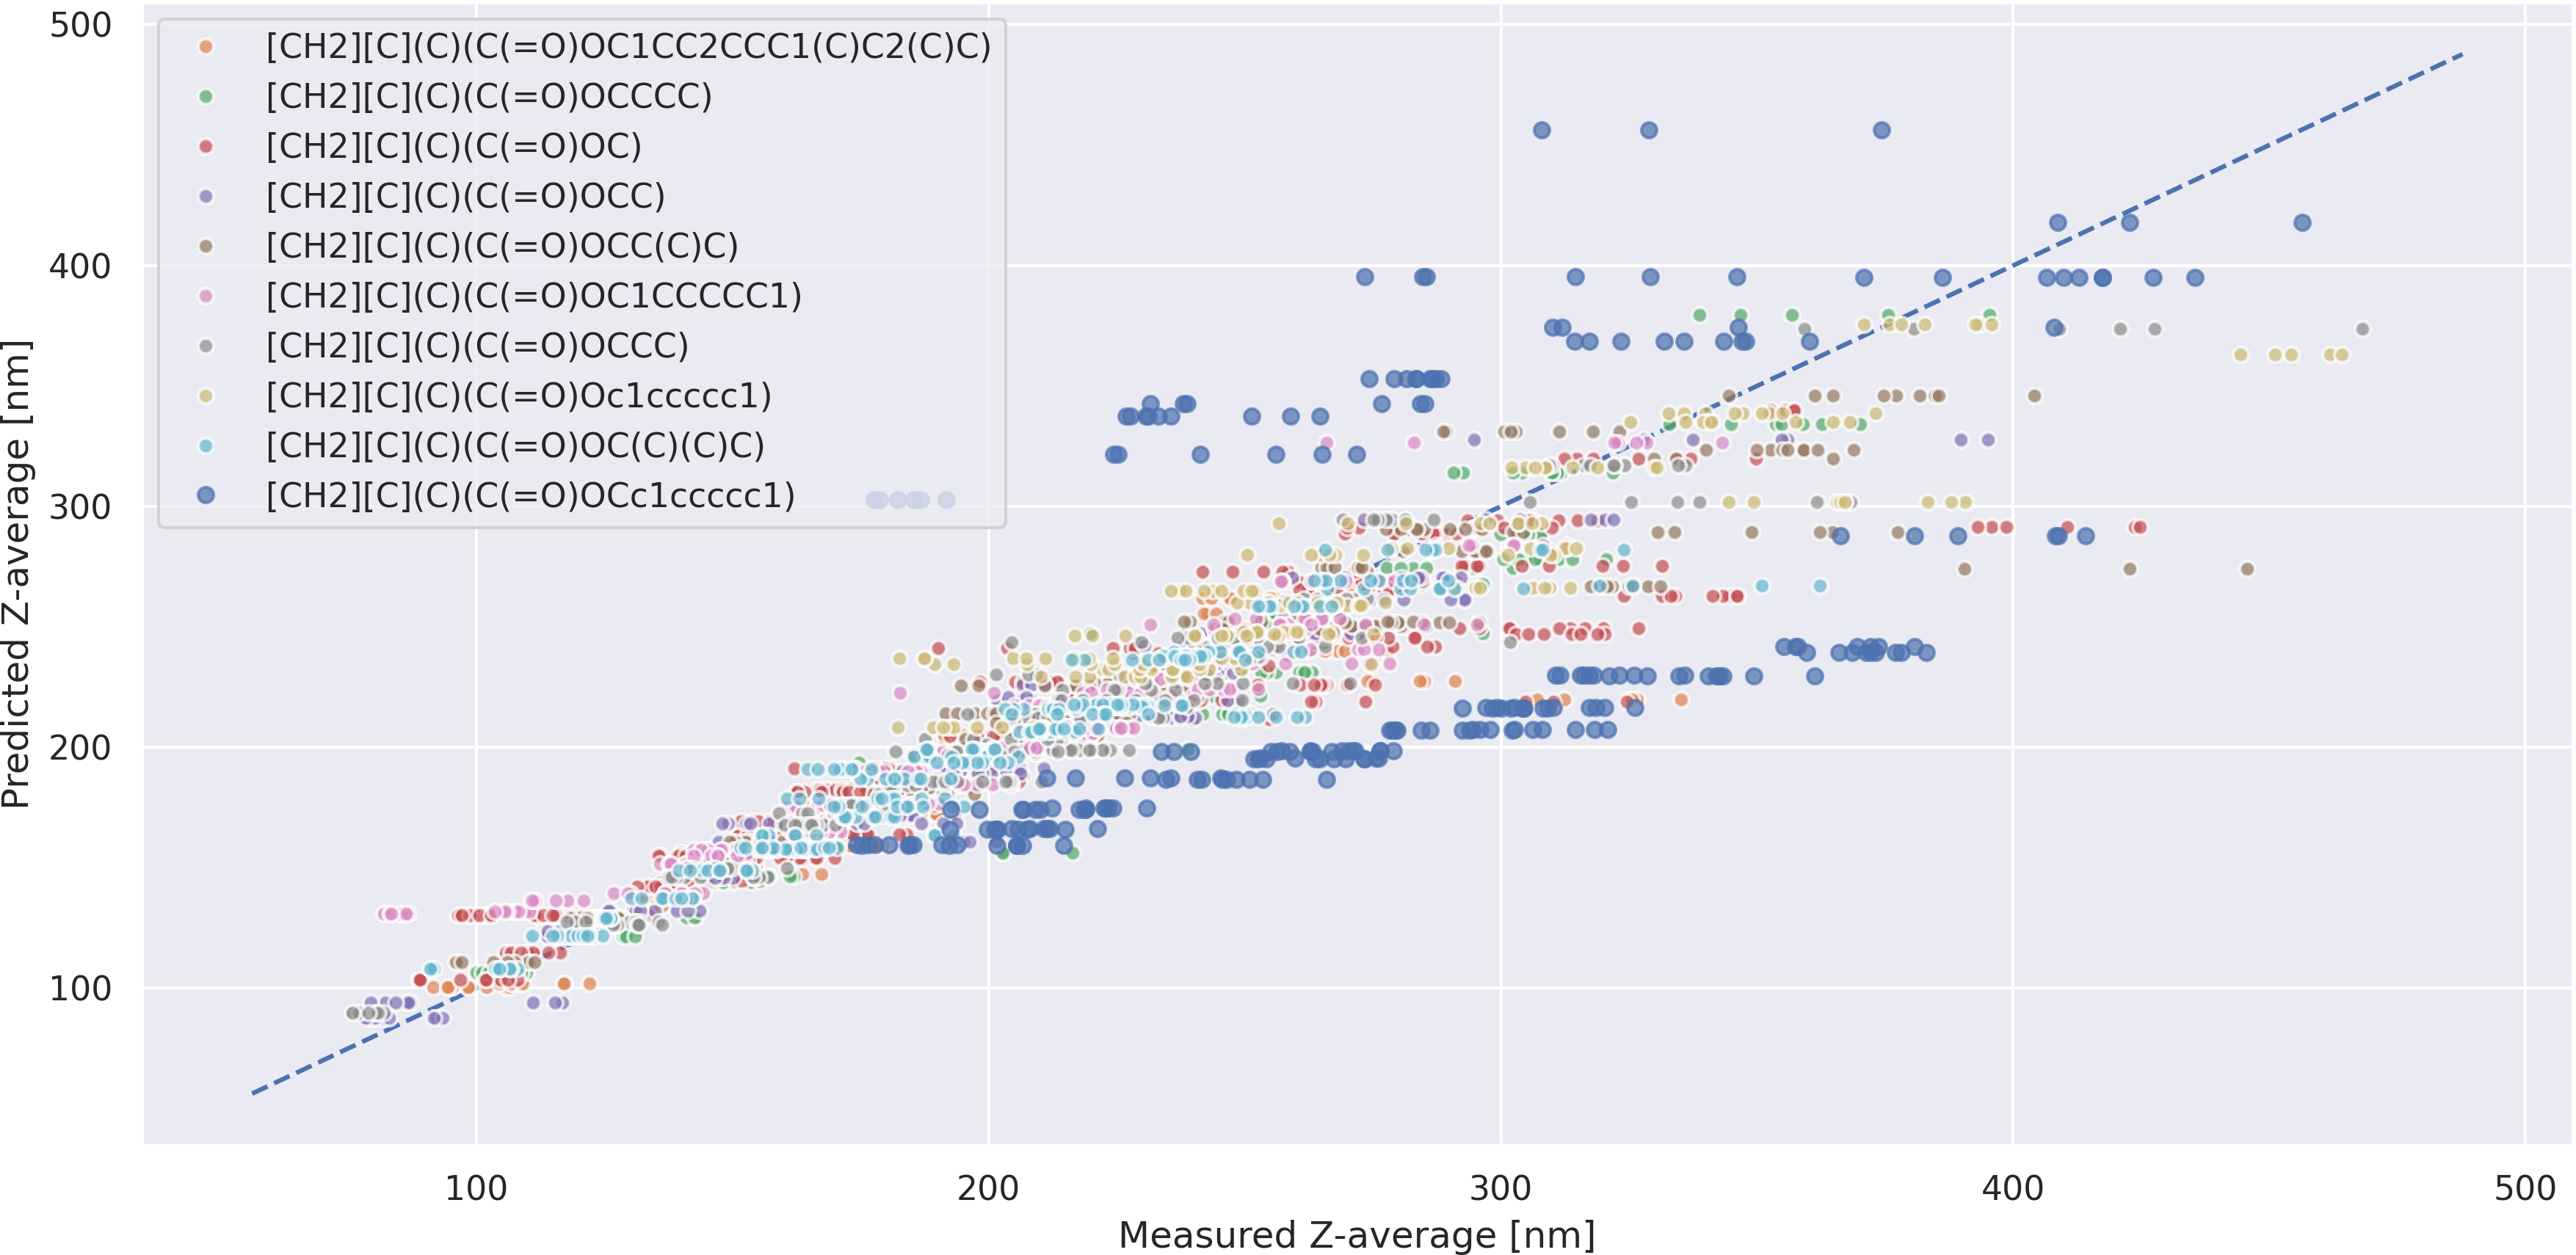 500
400
300
200
100
Predicted Z-average [nm]
[CH2][C](C)(C(=O)OC1CC2CCC1(C)C2(C)C)
[CH2][C](C)(C(=O)OCCCC)
[CH2][C](C)(C(=O)OC)
[CH2][C](C)(C(=O)OCC)
[CH2][C](C)(C(=O)OCC(C)C)
[CH2][C](C)(C(=O)OC1CCCCC1)
[CH2][C](C)(C(=O)OCCC)
[CH2][C](C)(C(=O)Oc1ccccc1)
[CH2][C](C)(C(=O)OC(C)(C)C)
[CH2][C](C)(C(=O)OCc1ccccc1)
100
200
300
400
500
Measured Z-average [nm]